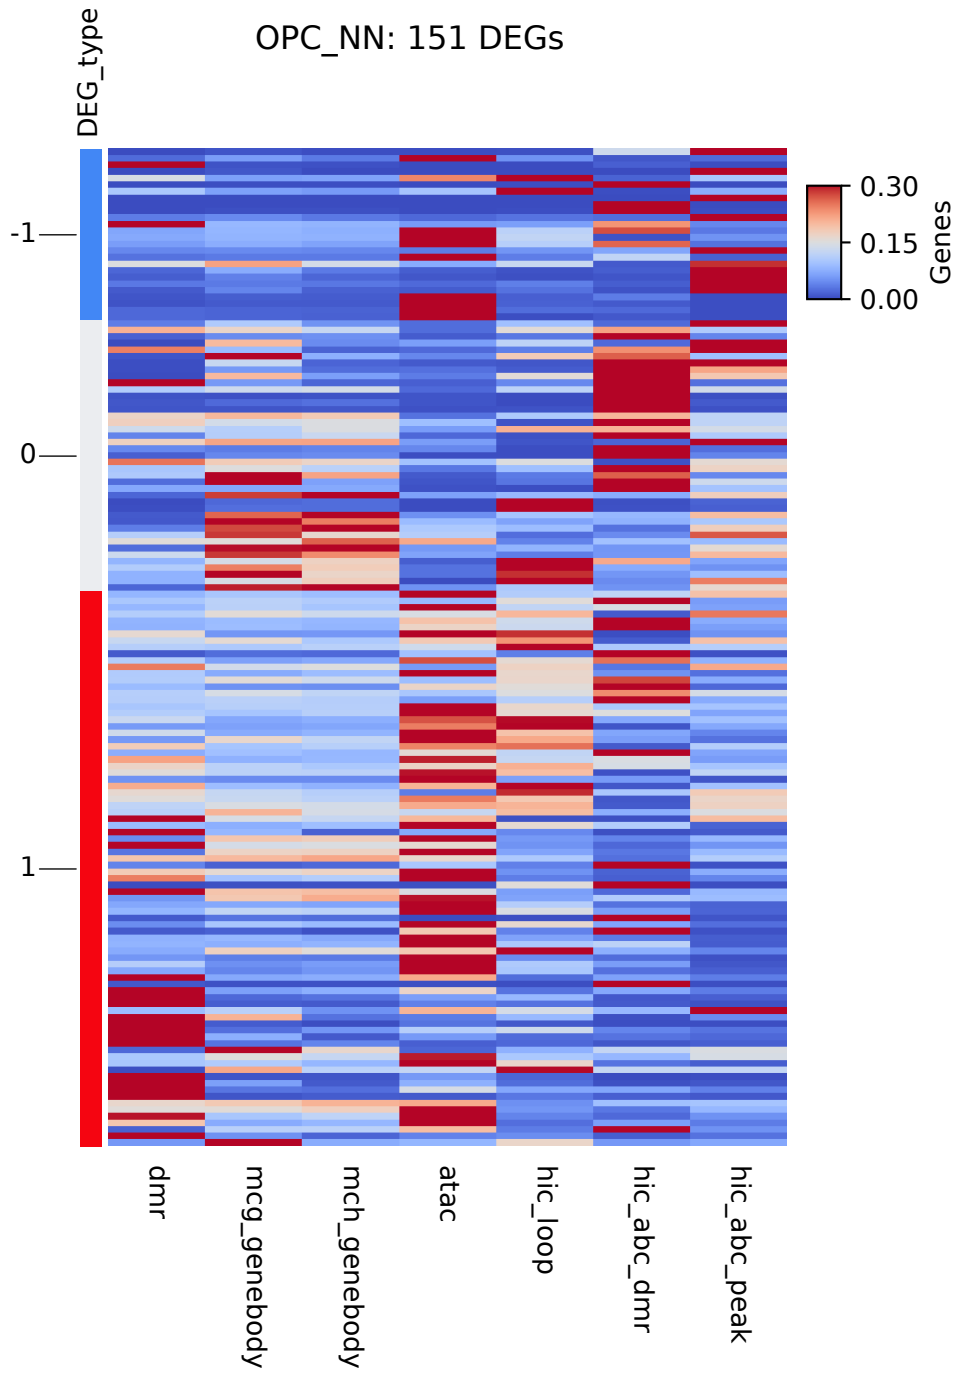 OPC_NN: 151 DEGs
DEG_type
-1
0
1
0.30
0.15
0.00
Genes
dmr
mcg_genebody
mch_genebody
atac
hic_loop
hic_abc_dmr
hic_abc_peak